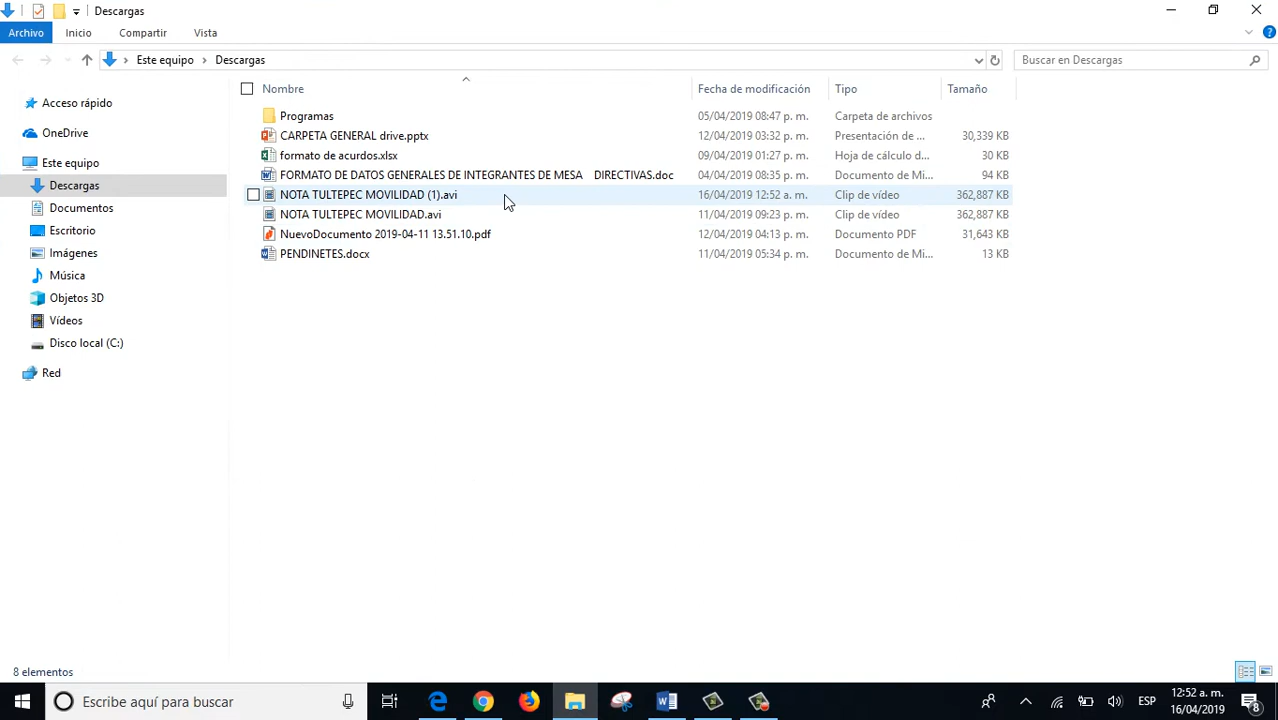 Descargas
Archivo Inicio Compartir Vista
Este equipo Descargas Buscar en Descargas
Nombre Fecha de modificación Tipo Tamaño
Programas 05/04/2019 08:47 p. m. Carpeta de archivos
CARPETA GENERAL drive.pptx 12/04/2019 03:32 p. m. Presentación de ... 30,339 KB
formato de acurdos.xlsx 09/04/2019 01:27 p. m. Hoja de cálculo d... 30 KB
FORMATO DE DATOS GENERALES DE INTEGRANTES DE MESA DIRECTIVAS.doc 04/04/2019 08:35 p. m. Documento de Mi... 94 KB
NOTA TULTEPEC MOVILIDAD (1).avi 16/04/2019 12:52 a. m. Clip de vídeo 362,887 KB
NOTA TULTEPEC MOVILIDAD.avi 11/04/2019 09:23 p. m. Clip de vídeo 362,887 KB
NuevoDocumento 2019-04-11 13.51.10.pdf 12/04/2019 04:13 p. m. Documento PDF 31,643 KB
PENDINETES.docx 11/04/2019 05:34 p. m. Documento de Mi... 13 KB
Acceso rápido
OneDrive
Este equipo
Descargas
Documentos
Escritorio
Imágenes
Música
Objetos 3D
Vídeos
Disco local (C:)
Red
8 elementos
Escribe aquí para buscar ESP 12:52 a. m.
16/04/2019 8